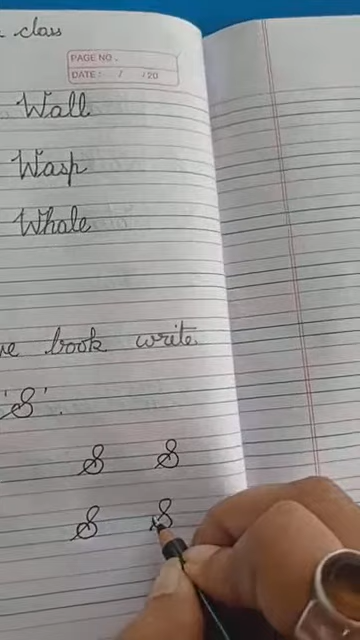 class
PAGE NO.
DATE: / /20
Wall
Wasp
Whale
book write
'S'.
S S
S S